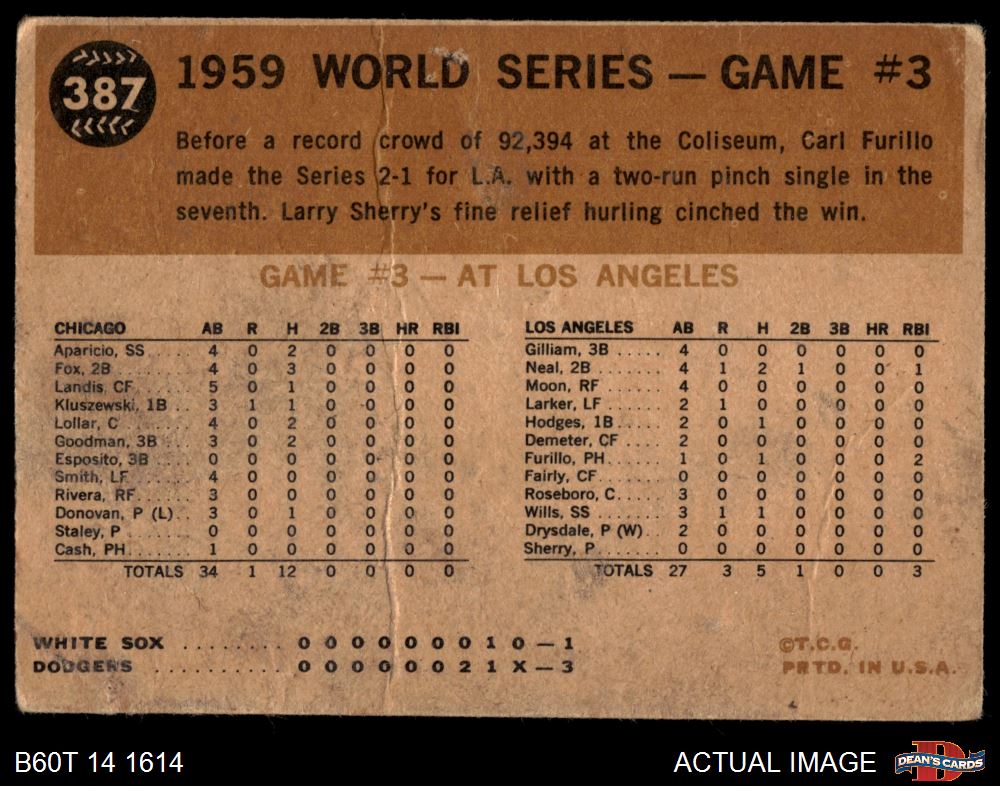 387
1959 WORLD SERIES — GAME #3
Before a record crowd of 92,394 at the Coliseum, Carl Furillo
made the Series 2-1 for L.A. with a two-run pinch single in the
seventh. Larry Sherry's fine relief hurling cinched the win.
GAME #3 — AT LOS ANGELES
CHICAGO AB R H 2B 3B HR RBI
Aparicio, SS..... 4 0 2 0 0 0 0
Fox, 2B ........ 4 0 3 0 0 0 0
Landis, CF ...... 5 0 1 0 0 0 0
Kluszewski, 1B .. 3 1 1 0 0 0 0
Lollar, C ....... 4 0 2 0 0 0 0
Goodman, 3B.... 3 0 2 0 0 0 0
Esposito, 3B .... 0 0 0 0 0 0 0
Smith, LF ...... 4 0 0 0 0 0 0
Rivera, RF...... 3 0 0 0 0 0 0
Donovan, P (L).. 3 0 1 0 0 0 0
Staley, P ....... 0 0 0 0 0 0 0
Cash, PH....... 1 0 0 0 0 0 0
TOTALS 34 1 12 0 0 0 0
LOS ANGELES AB R H 2B 3B HR RBI
Gilliam, 3B ..... 4 0 0 0 0 0 0
Neal, 2B ....... 4 1 2 1 0 0 1
Moon, RF ...... 4 0 0 0 0 0 0
Larker, LF ...... 2 1 0 0 0 0 0
Hodges, 1B ..... 2 0 1 0 0 0 0
Demeter, CF .... 2 0 0 0 0 0 0
Furillo, PH...... 1 0 1 0 0 0 2
Fairly, CF ...... 0 0 0 0 0 0 0
Roseboro, C..... 3 0 0 0 0 0 0
Wills, SS ....... 3 1 1 0 0 0 0
Drysdale, P (W).. 2 0 0 0 0 0 0
Sherry, P....... 0 0 0 0 0 0 0
TOTALS 27 3 5 1 0 0 3
WHITE SOX ......... 0 0 0 0 0 0 0 1 0 — 1
DODGERS .......... 0 0 0 0 0 0 2 1 X — 3
©T.C.G.
PRTD. IN U.S.A.
B60T 14 1614
ACTUAL IMAGE
DEAN'S CARDS